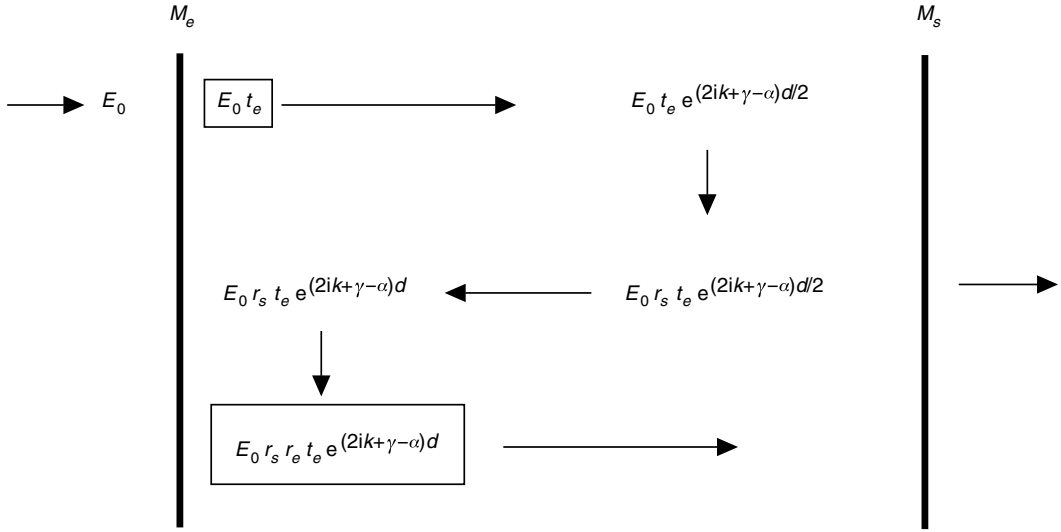 M_e M_s
E_0 E_0 t_e E_0 t_e e^{(2ik+γ−α)d/2}
E_0 r_s t_e e^{(2ik+γ−α)d} E_0 r_s t_e e^{(2ik+γ−α)d/2}
E_0 r_s r_e t_e e^{(2ik+γ−α)d}